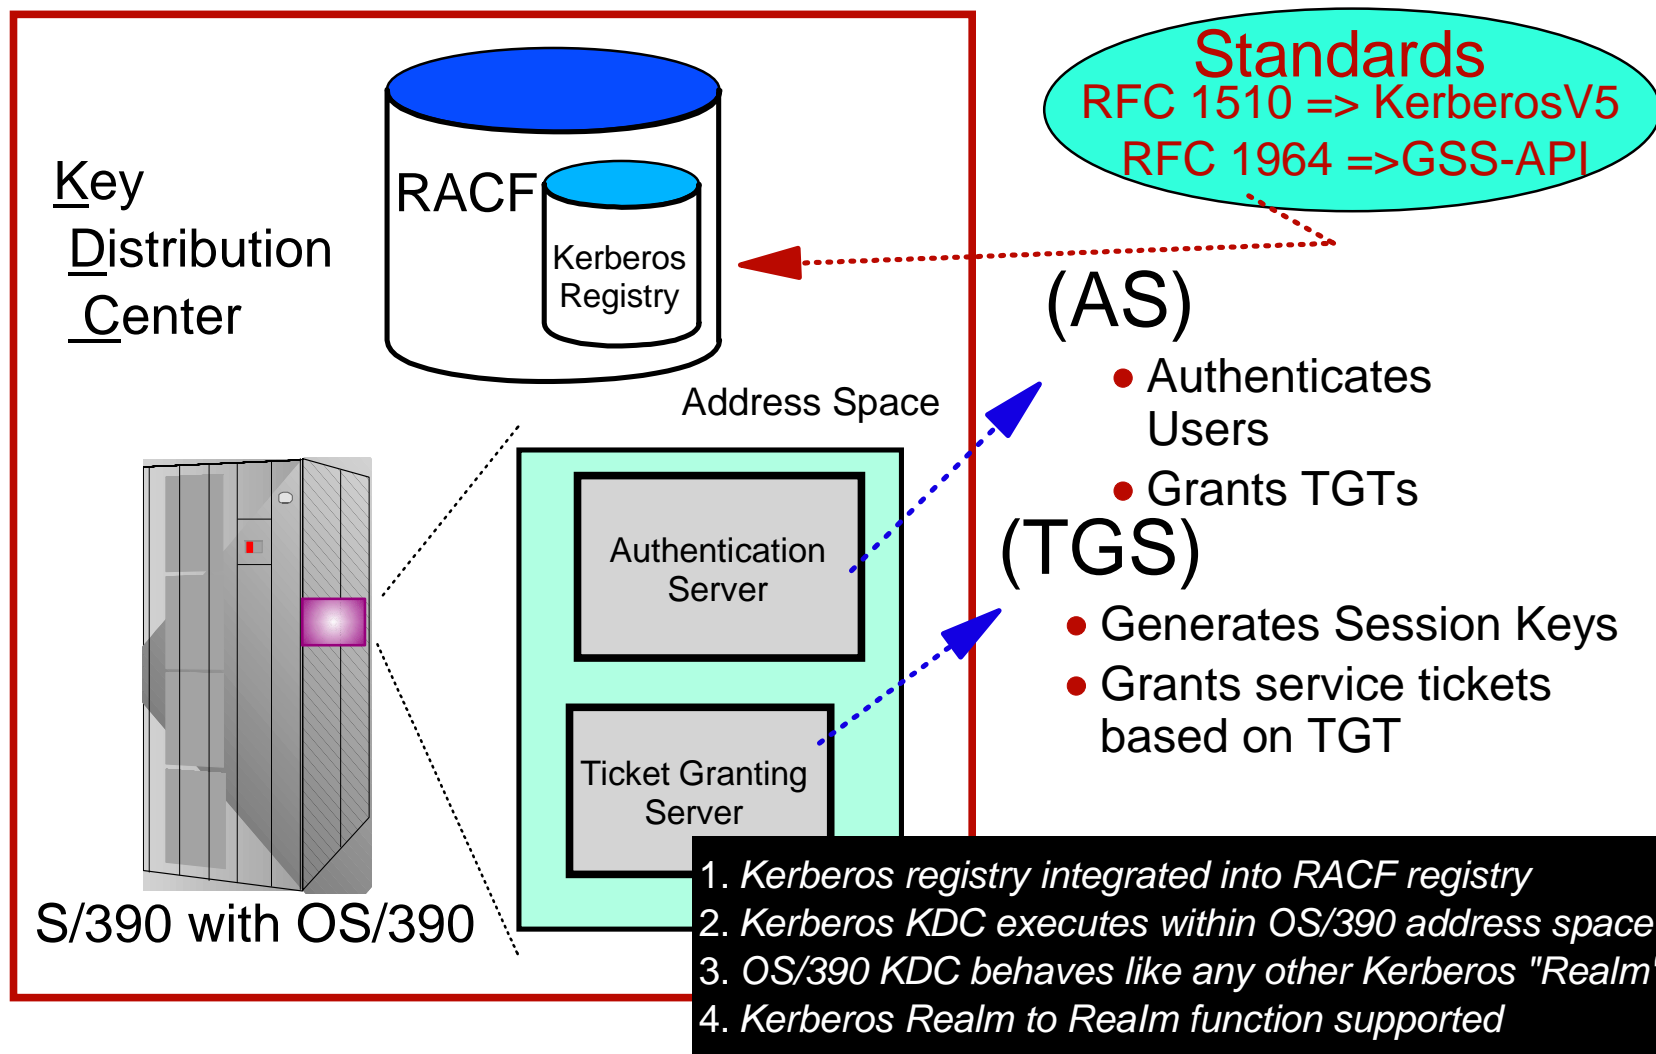 Standards
RFC 1510 => KerberosV5
RFC 1964 =>GSS-API
Key
Distribution
Center
RACF
Kerberos
Registry
(AS)
Authenticates
Users
Grants TGTs
Address Space
Authentication
Server
(TGS)
Generates Session Keys
Grants service tickets
based on TGT
Ticket Granting
Server
S/390 with OS/390
1. Kerberos registry integrated into RACF registry
2. Kerberos KDC executes within OS/390 address space
3. OS/390 KDC behaves like any other Kerberos "Realm"
4. Kerberos Realm to Realm function supported